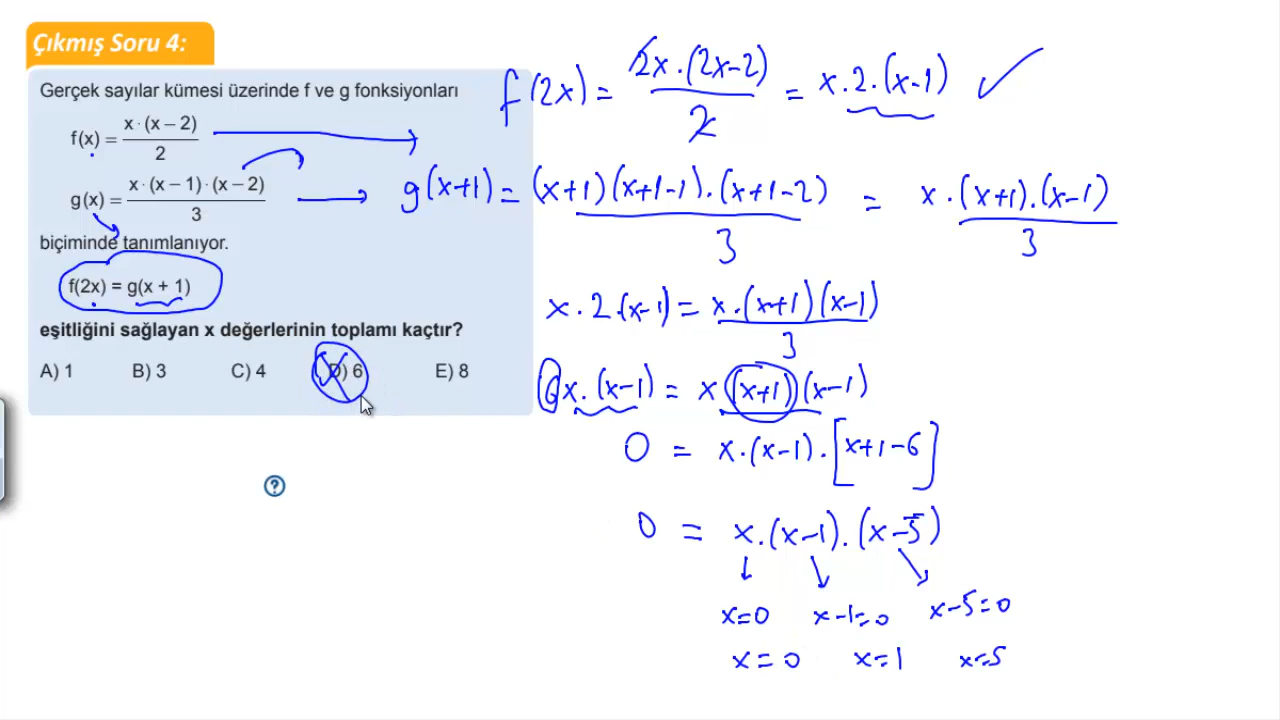 Çıkmış Soru 4:
Gerçek sayılar kümesi üzerinde f ve g fonksiyonları
f(x) = x · (x – 2) / 2
g(x) = x · (x – 1) · (x – 2) / 3
biçiminde tanımlanıyor.
f(2x) = g(x + 1)
eşitliğini sağlayan x değerlerinin toplamı kaçtır?
A) 1 B) 3 C) 4 D) 6 E) 8
f(2x) = 2x·(2x-2) / 2 = x·2·(x-1)
g(x+1) = (x+1)(x+1-1)·(x+1-2) / 3 = x·(x+1)·(x-1) / 3
x·2·(x-1) = x·(x+1)(x-1) / 3
6x·(x-1) = x(x+1)(x-1)
0 = x·(x-1)·[x+1-6]
0 = x·(x-1)·(x-5)
x=0 x-1=0 x-5=0
x=0 x=1 x=5
?